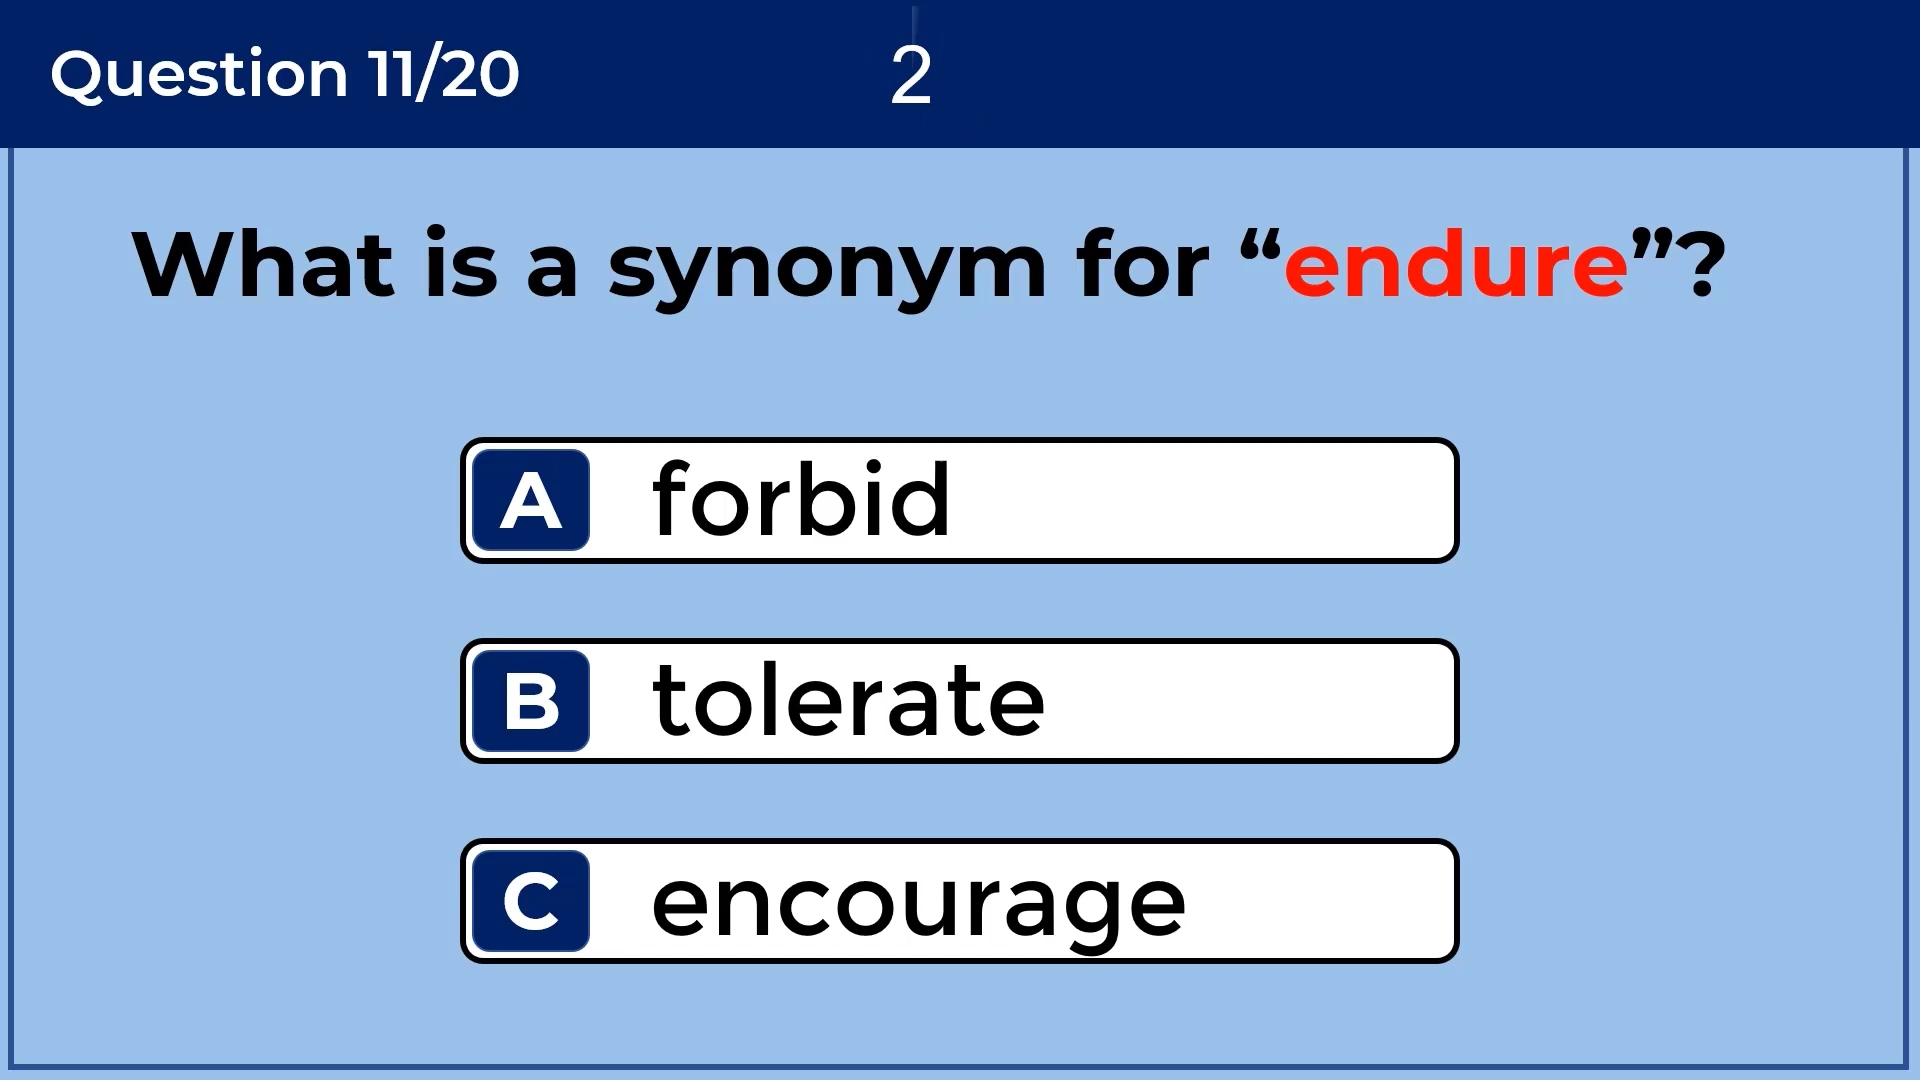 Question 11/20
2
What is a synonym for “endure”?
A forbid
B tolerate
C encourage